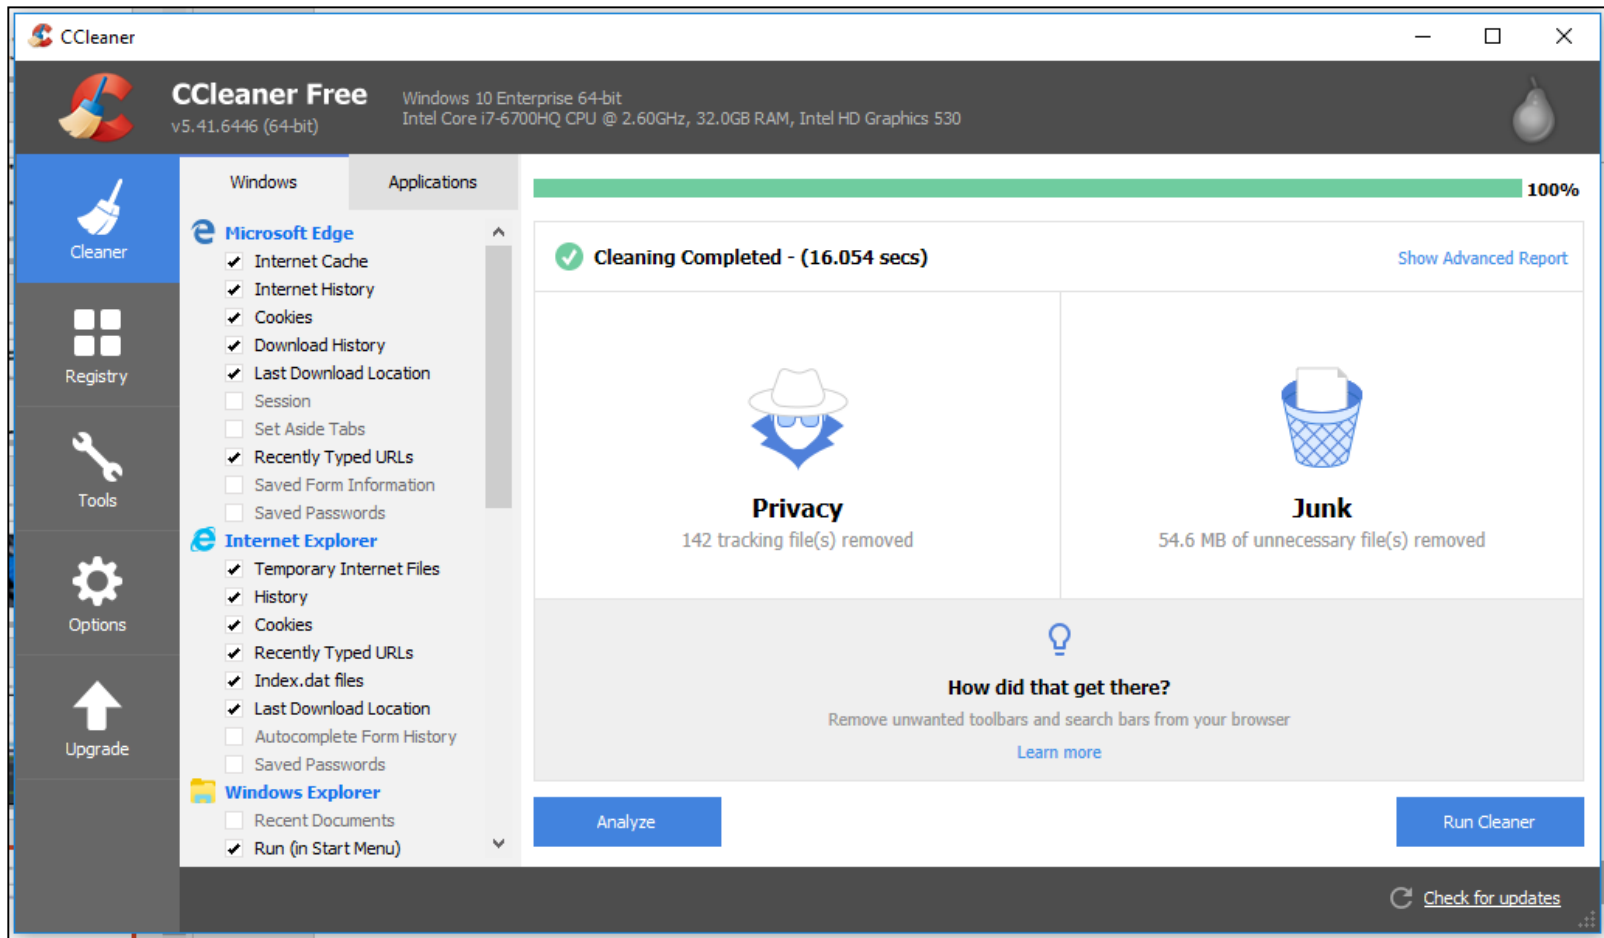 CCleaner
CCleaner Free
v5.41.6446 (64-bit)
Windows 10 Enterprise 64-bit
Intel Core i7-6700HQ CPU @ 2.60GHz, 32.0GB RAM, Intel HD Graphics 530
Cleaner
Registry
Tools
Options
Upgrade
Windows
Applications
Microsoft Edge
Internet Cache
Internet History
Cookies
Download History
Last Download Location
Session
Set Aside Tabs
Recently Typed URLs
Saved Form Information
Saved Passwords
Internet Explorer
Temporary Internet Files
History
Cookies
Recently Typed URLs
Index.dat files
Last Download Location
Autocomplete Form History
Saved Passwords
Windows Explorer
Recent Documents
Run (in Start Menu)
100%
Cleaning Completed - (16.054 secs)
Show Advanced Report
Privacy
142 tracking file(s) removed
Junk
54.6 MB of unnecessary file(s) removed
How did that get there?
Remove unwanted toolbars and search bars from your browser
Learn more
Analyze
Run Cleaner
Check for updates